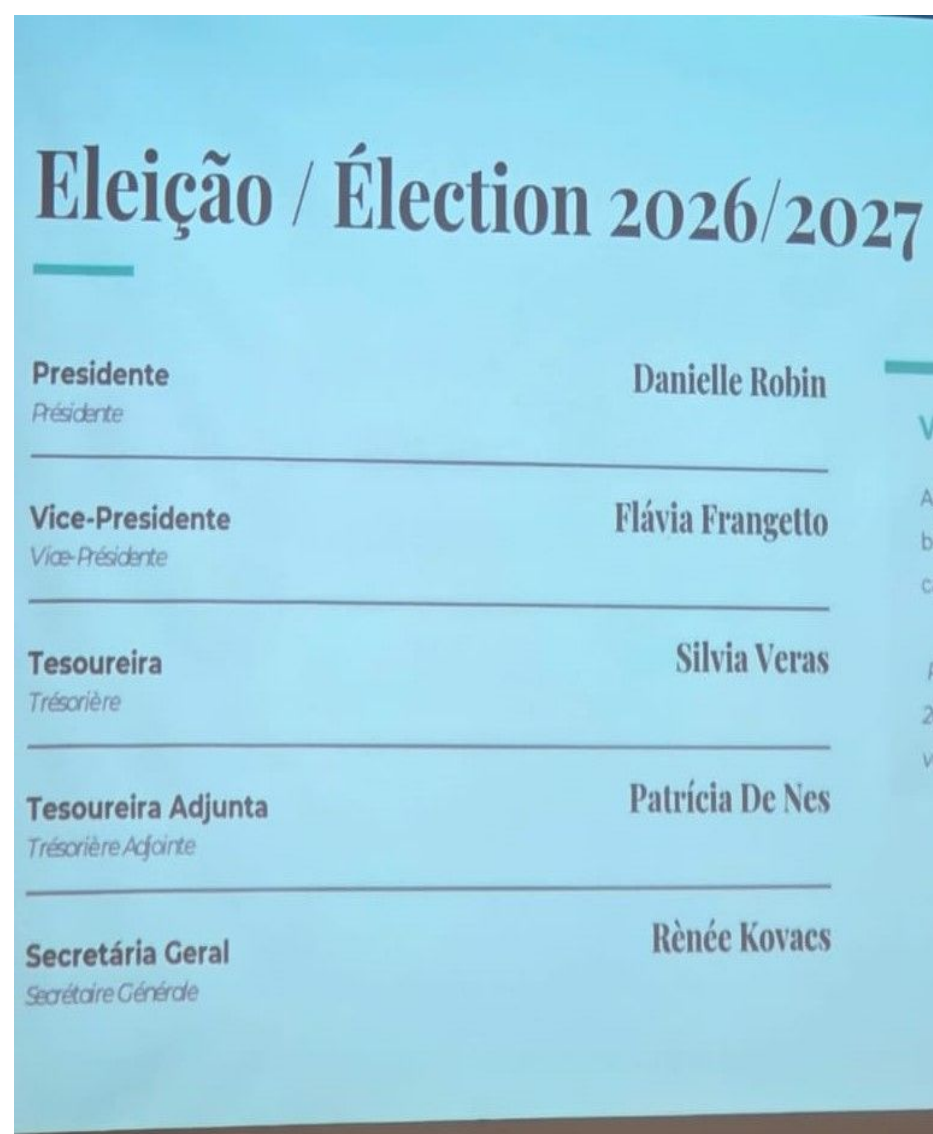 Eleição / Élection 2026/2027
Presidente
Danielle Robin
Présidente
Vice-Presidente
Flávia Frangetto
Vice-Présidente
Tesoureira
Silvia Veras
Trésorière
Tesoureira Adjunta
Patrícia De Nes
Trésorière Adjointe
Secretária Geral
Rènée Kovacs
Secrétaire Générale